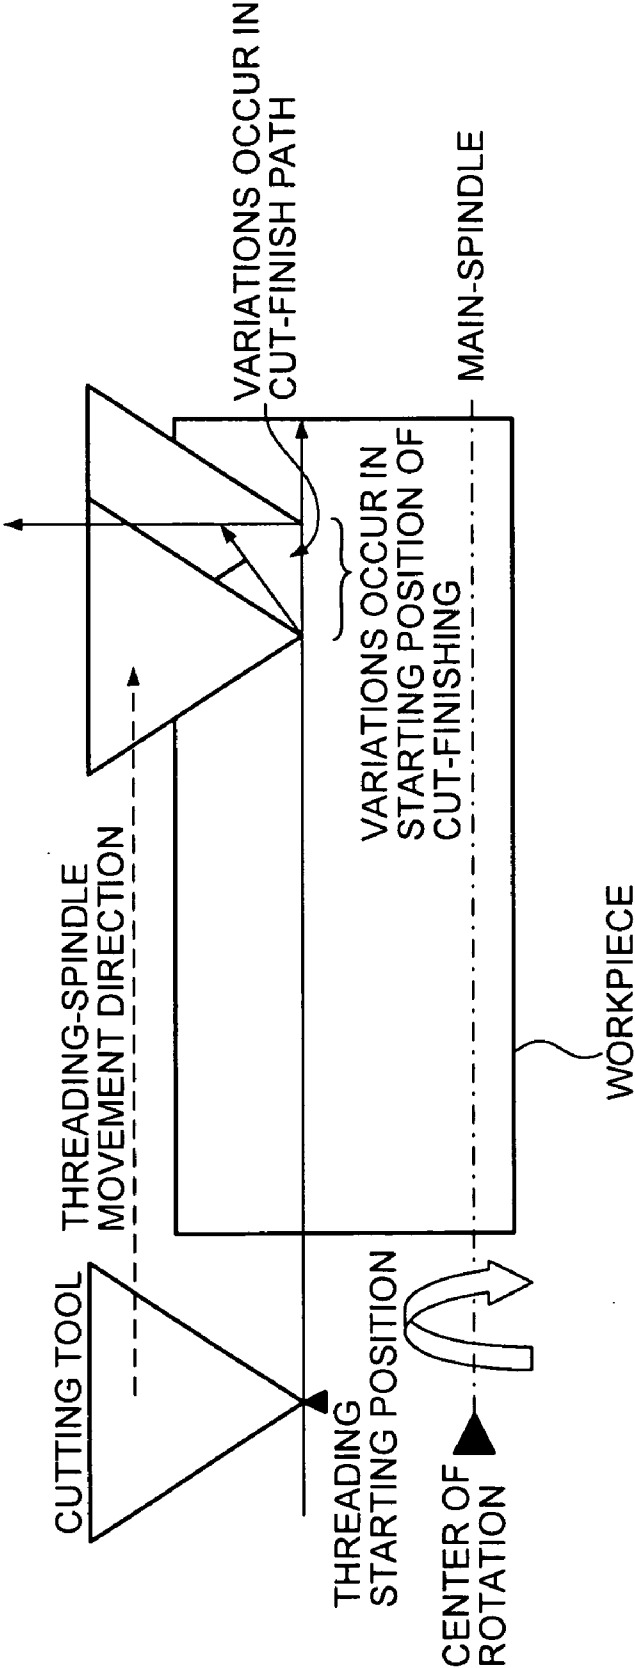 CUTTING TOOL
THREADING-SPINDLE
MOVEMENT DIRECTION
VARIATIONS OCCUR IN
CUT-FINISH PATH
THREADING
STARTING POSITION
VARIATIONS OCCUR IN
STARTING POSITION OF
CUT-FINISHING
CENTER OF
ROTATION
MAIN-SPINDLE
WORKPIECE